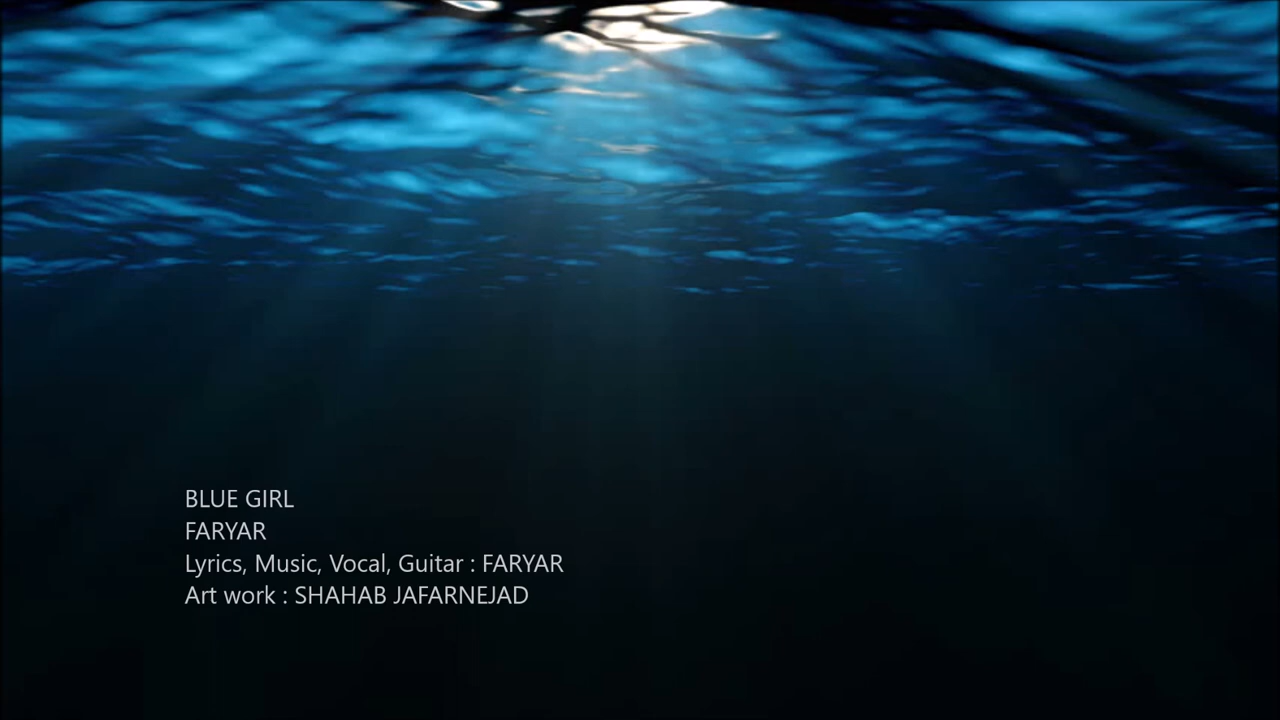 BLUE GIRL
FARYAR
Lyrics, Music, Vocal, Guitar : FARYAR
Art work : SHAHAB JAFARNEJAD